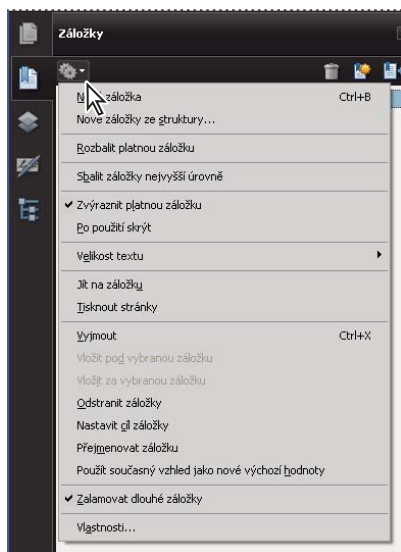 Záložky
N záložka Ctrl+B
Nové záložky ze struktury...
Rozbalit platnou záložku
Sbalit záložky nejvyšší úrovně
Zvýraznit platnou záložku
Po použití skrýt
Velikost textu
Jít na záložku
Tisknout stránky
Vyjmout Ctrl+X
Vložit pod vybranou záložku
Vložit za vybranou záložku
Odstranit záložky
Nastavit cíl záložky
Přejmenovat záložku
Použít současný vzhled jako nové výchozí hodnoty
Zalamovat dlouhé záložky
Vlastnosti...